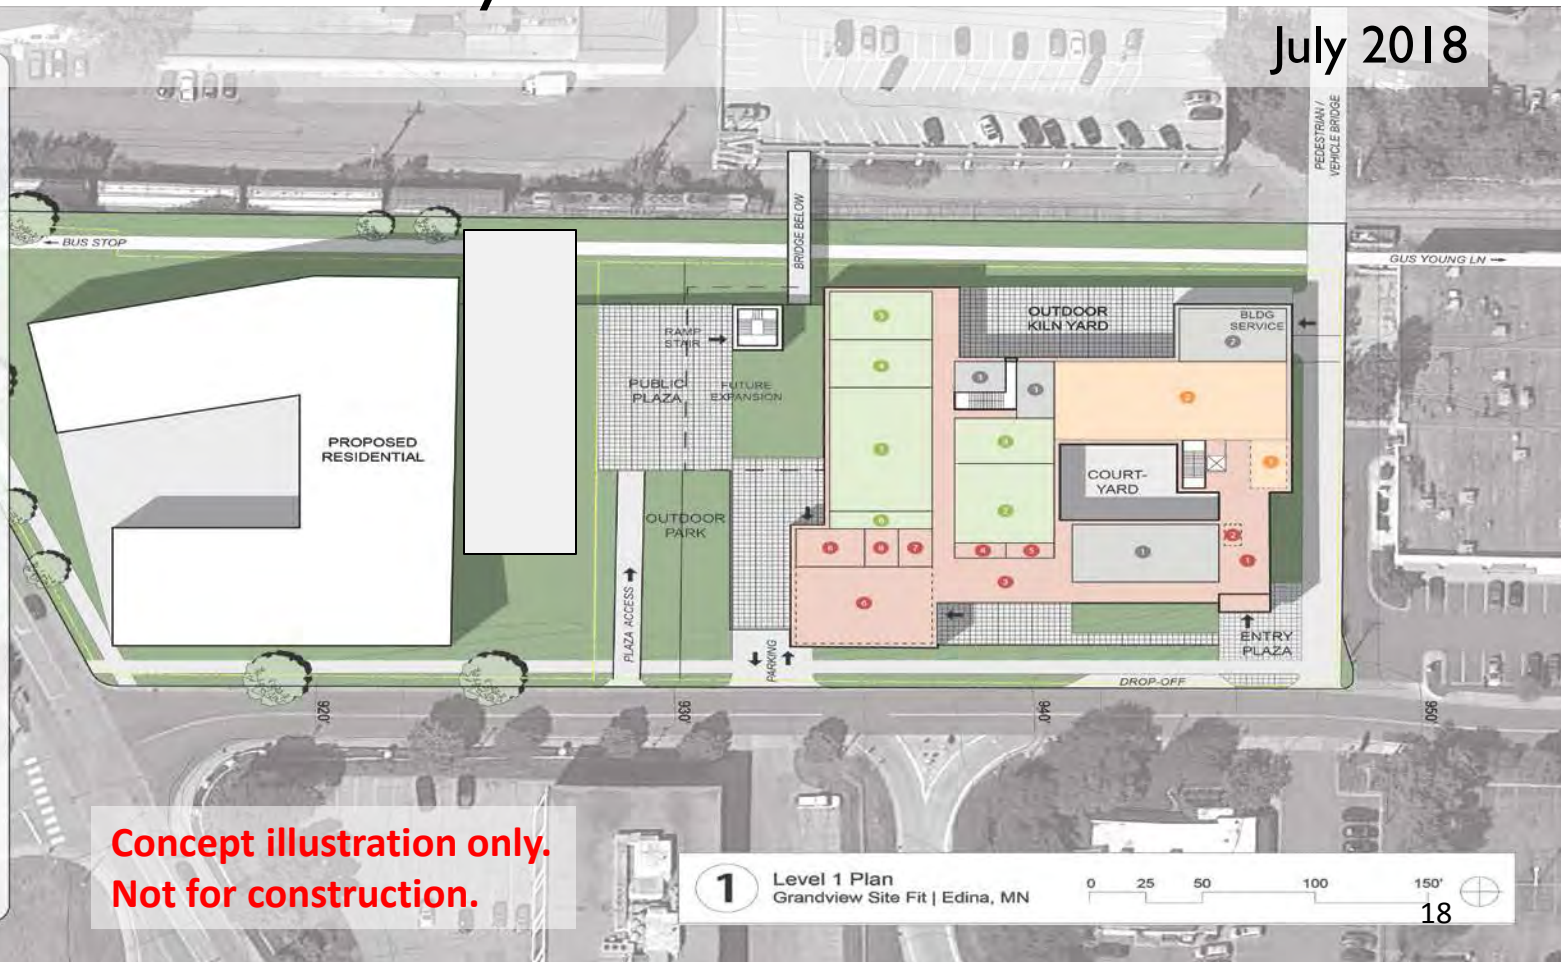 July 2018
PEDESTRIAN /
VEHICLE BRIDGE
← BUS STOP
BRIDGE BELOW
GUS YOUNG LN →
OUTDOOR
KILN YARD
BLDG
SERVICE
RAMP
STAIR
PUBLIC
PLAZA
FUTURE
EXPANSION
PROPOSED
RESIDENTIAL
COURT-
YARD
OUTDOOR
PARK
PLAZA ACCESS
PARKING
ENTRY
PLAZA
DROP-OFF
920'
930'
940'
950'
Concept illustration only.
Not for construction.
1
Level 1 Plan
Grandview Site Fit | Edina, MN
0 25 50 100 150'
18